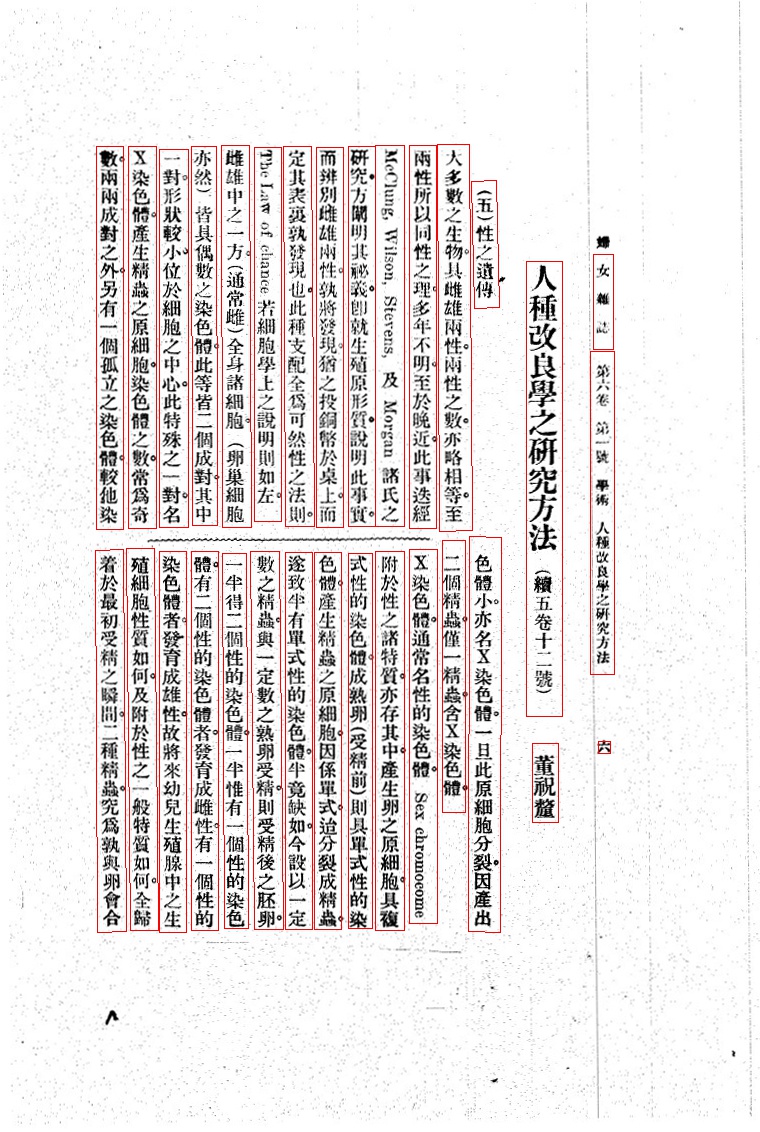 婦女雜誌
第六卷 第一號 學術 人種改良學之研究方法
六
人種改良學之研究方法 (續五卷十二號)
董祝釐
(五)性之遺傳
大多數之生物具雌雄兩性。兩性之數亦略相等。至
兩性所以同性之理。多年不明。至於晚近。此事迭經
McClung, Wilson, Stevens, 及 Morgan 諸氏之
研究。方闡明其祕義。卽就生殖原形質說明此事實。
而辨別雌雄兩性。孰將發現。猶之投銅幣於桌上。而
定其表裏孰發現也。此種支配全爲可然性之法則。
The Law of chance 若細胞學上之說明則如左。
雌雄中之一方(通常雌)全身諸細胞。(卵巢細胞
亦然)皆具偶數之染色體。此等皆二個成對。其中
一對。形狀較小。位於細胞之中心。此特殊之一對。名
X染色體。產生精蟲之原細胞。染色體之數。常爲奇
數。兩兩成對之外。另有一個孤立之染色體。較他染
色體小。亦名X染色體。一旦此原細胞分裂。因產出
二個精蟲。僅一精蟲含X染色體。
X染色體通常名性的染色體。Sex chromocome
附於性之諸特質。亦存其中。產生卵之原細胞。具複
式性的染色體。成熟卵(受精前)則具單式性的染
色體。產生精蟲之原細胞。因係單式。迨分裂成精蟲。
遂致半有單式性的染色體。半竟缺如。今設以一定
數之精蟲。與一定數之熟卵受精。則受精後之胚卵。
一半得二個性的染色體。一半惟有一個性的染色
體。有二個性的染色體者。發育成雌性。有一個性的
染色體者。發育成雄性。故將來幼兒生殖腺中之生
殖細胞性質如何。及附於性之一般特質如何。全歸
着於最初受精之瞬間。二種精蟲。究爲孰與卵會合